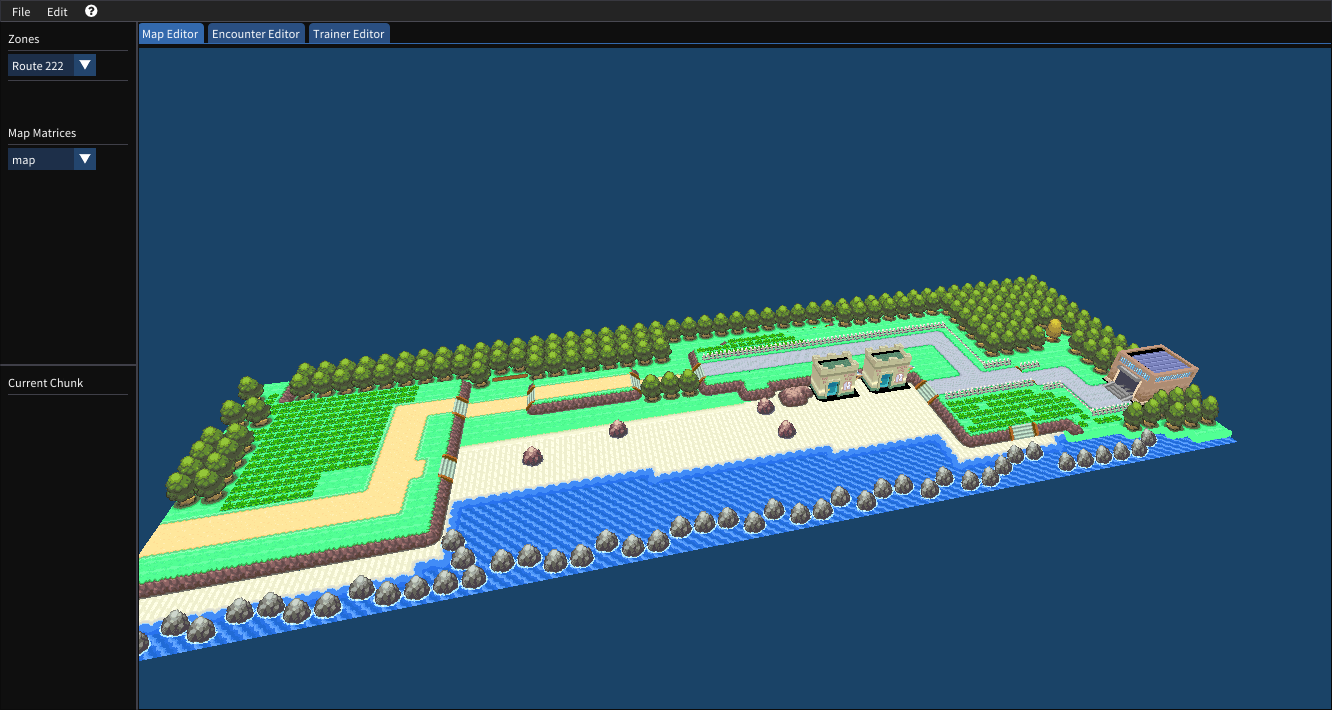 File Edit ?
Zones
Route 222
Map Matrices
map
Current Chunk
Map Editor Encounter Editor Trainer Editor